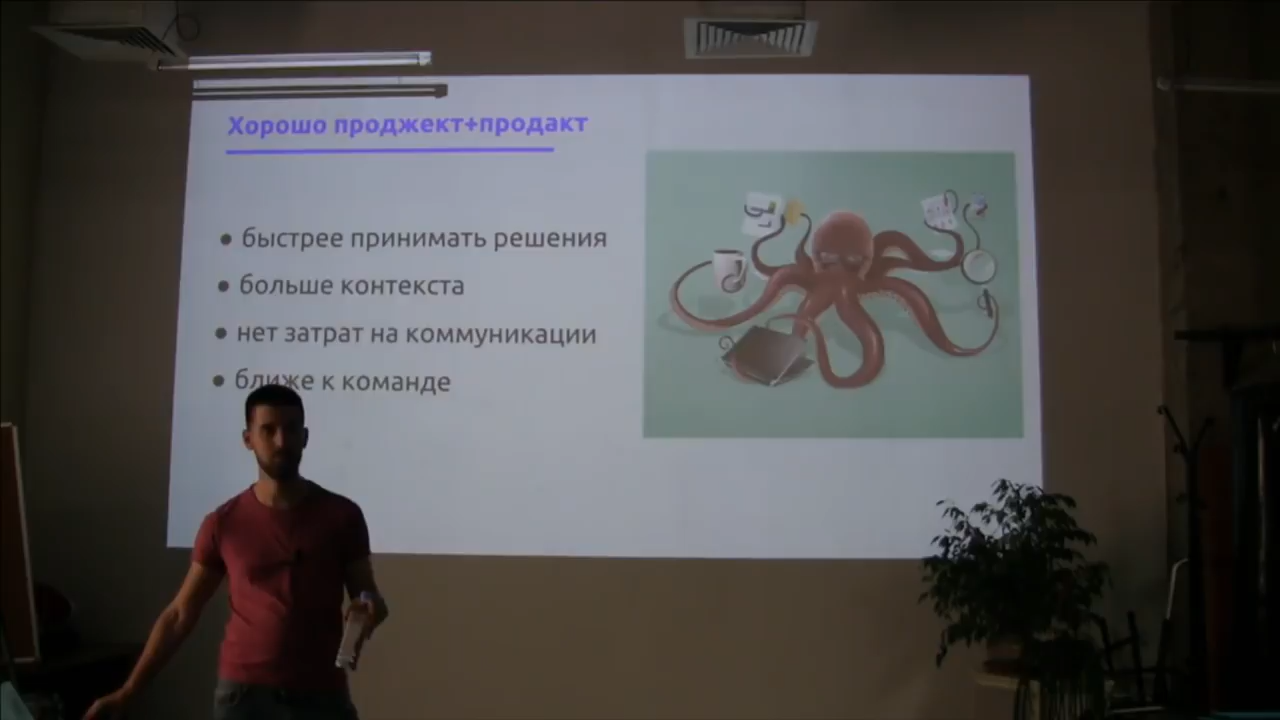 Хорошо проджект+продакт
• быстрее принимать решения
• больше контекста
• нет затрат на коммуникации
• ближе к команде